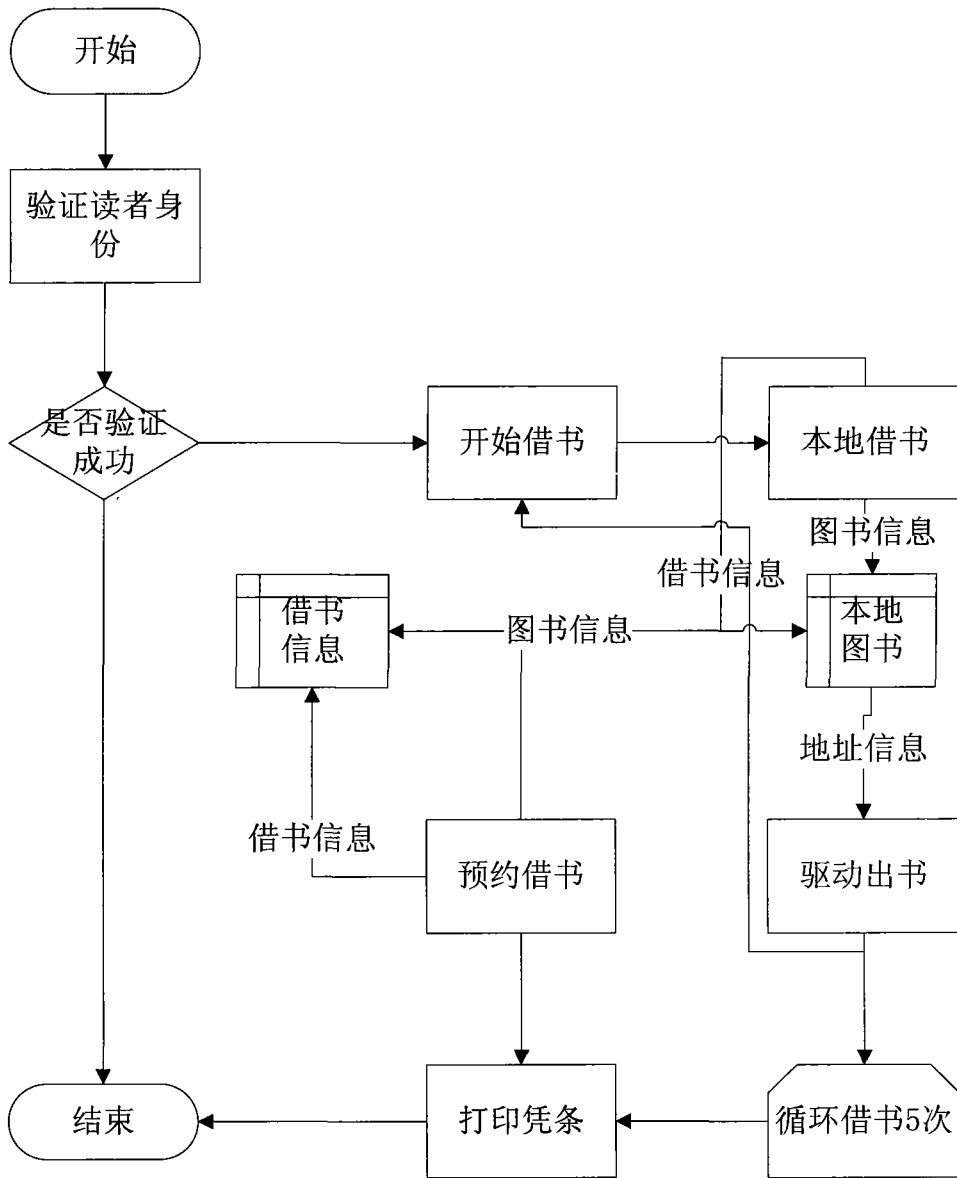 开始
验证读者身
份
是否验证
成功
开始借书
本地借书
图书信息
借书信息
借书
信息
图书信息
本地
图书
地址信息
借书信息
预约借书
驱动出书
结束
打印凭条
循环借书5次